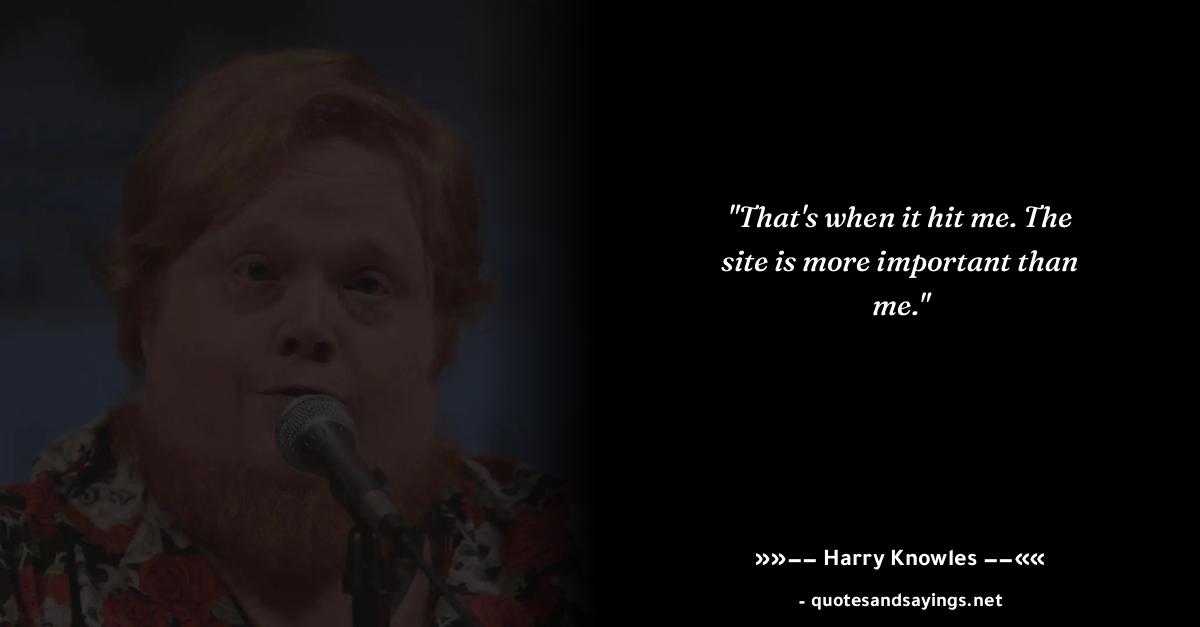 "That's when it hit me. The
site is more important than
me."
»»–– Harry Knowles ––««
- quotesandsayings.net